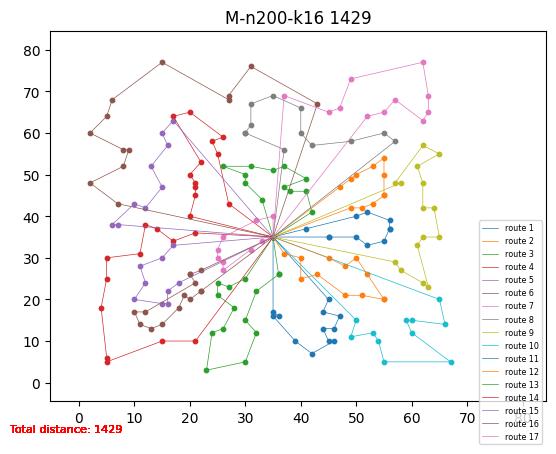 M-n200-k16 1429
80
70
60
50
40
30
20
10
0
0 10 20 30 40 50 60 70 80
route 1
route 2
route 3
route 4
route 5
route 6
route 7
route 8
route 9
route 10
route 11
route 12
route 13
route 14
route 15
route 16
route 17
Total distance: 1429